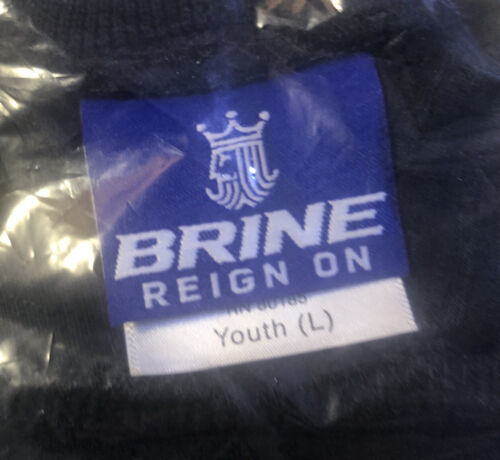 BRINE
REIGN ON
Youth (L)